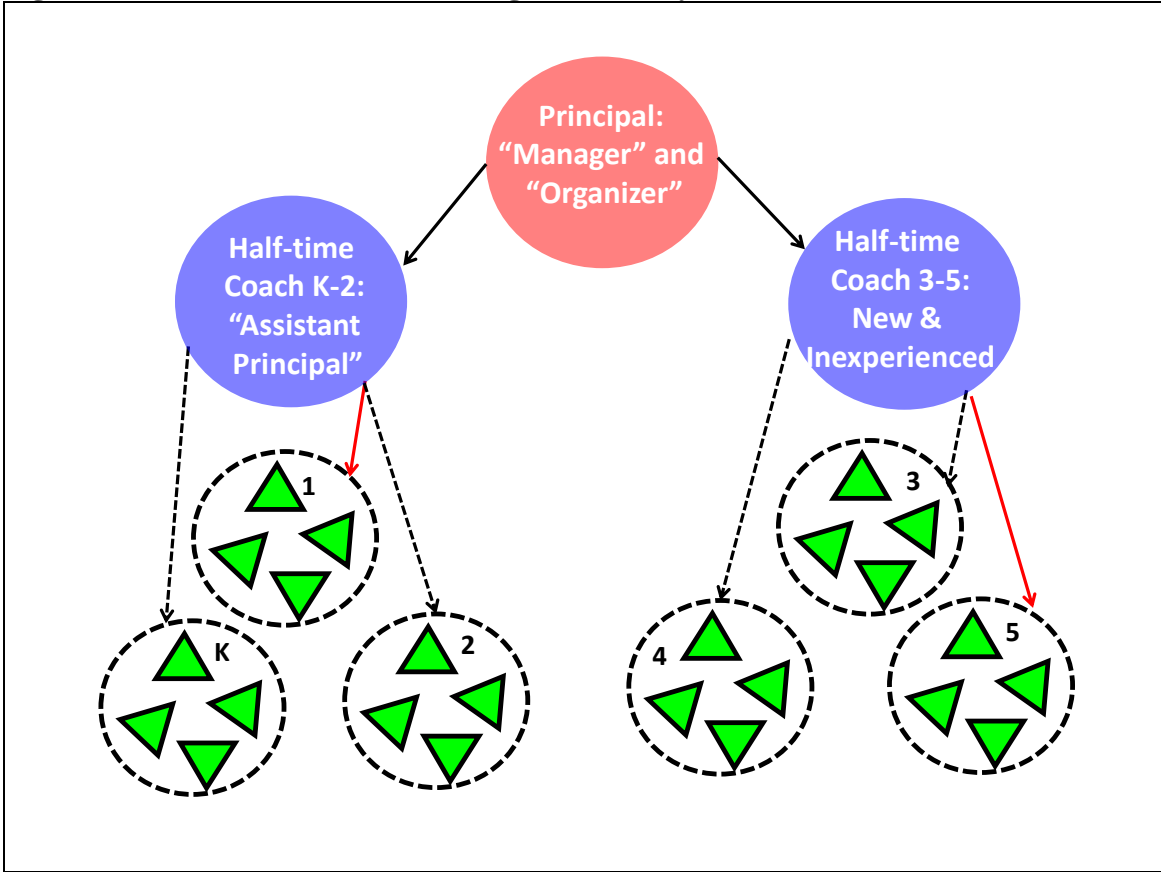 Principal:
“Manager” and
“Organizer”
Half-time
Coach K-2:
“Assistant
Principal”
Half-time
Coach 3-5:
New &
Inexperienced
1
3
K
2
4
5